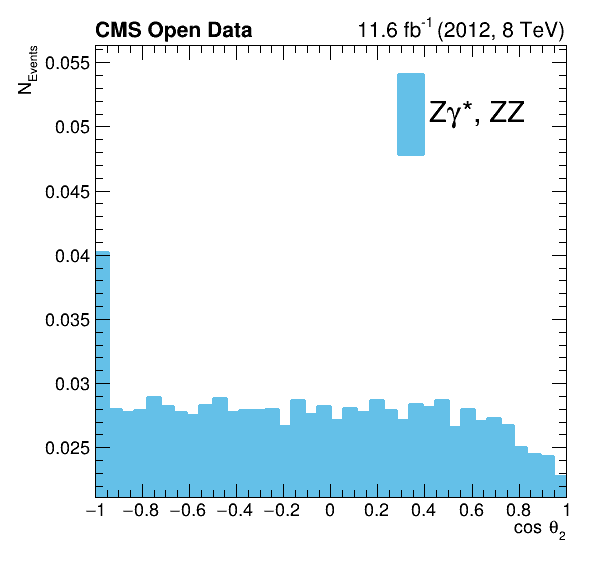 CMS Open Data 11.6 fb⁻¹ (2012, 8 TeV)
N_Events
Zγ*, ZZ
0.055
0.05
0.045
0.04
0.035
0.03
0.025
−1 −0.8 −0.6 −0.4 −0.2 0 0.2 0.4 0.6 0.8 1
cos θ₂